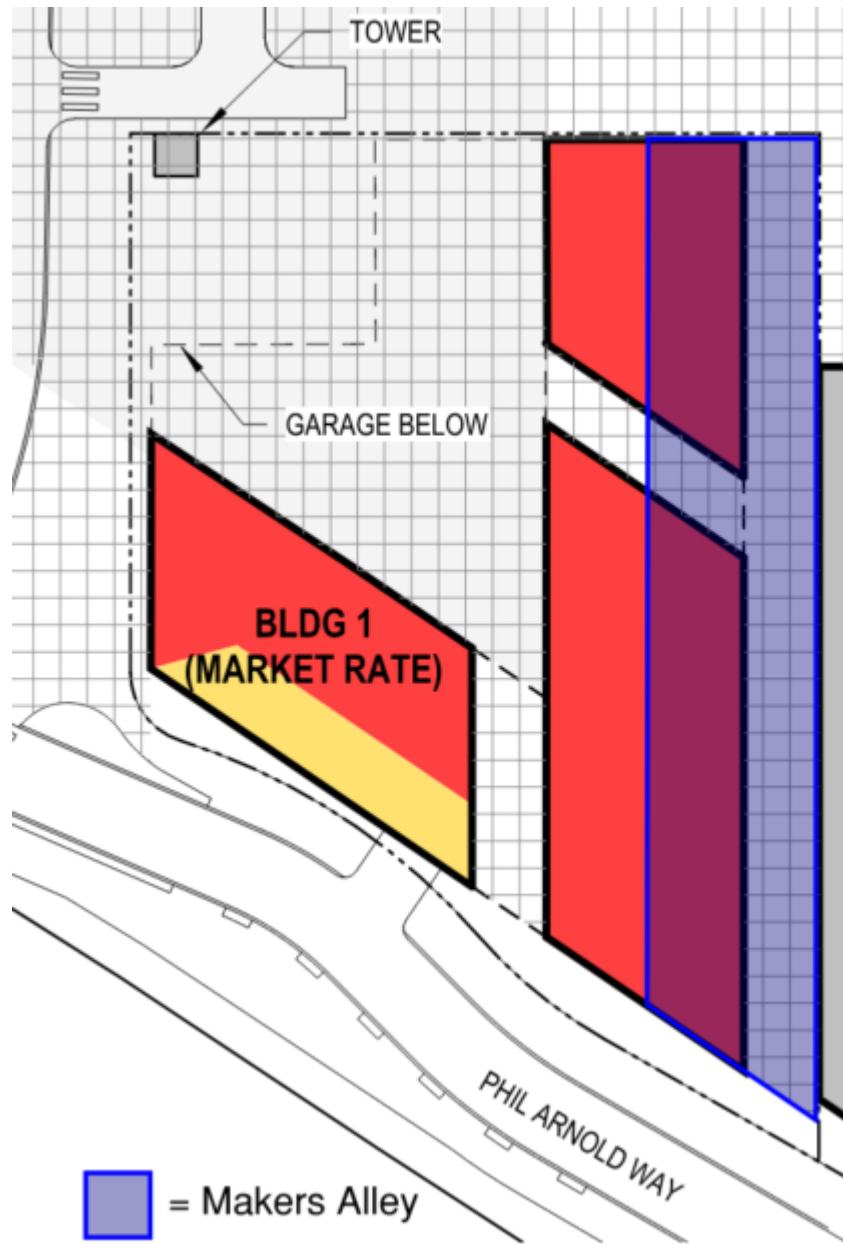 TOWER
GARAGE BELOW
BLDG 1
(MARKET RATE)
PHIL ARNOLD WAY
= Makers Alley